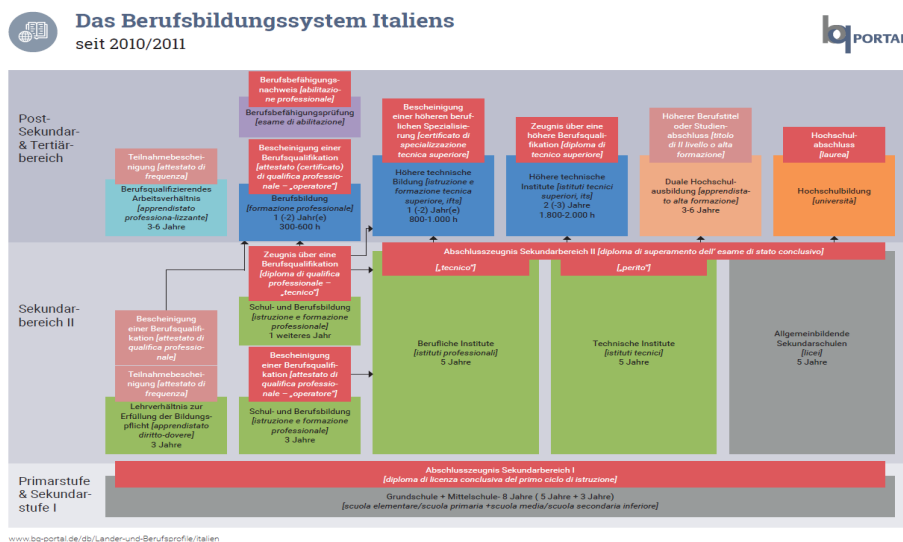 Das Berufsbildungssystem Italiens
seit 2010/2011
bq PORTAL
Post-
Sekundar-
& Tertiär-
bereich
Teilnahmebeschei-
nigung [attestato di
frequenza]
Berufsqualifizierendes
Arbeitsverhältnis
[apprendistato
professiona-lizzante]
3-6 Jahre
Berufsbefähigungs-
nachweis [abilitazio-
ne professionale]
Berufsbefähigungsprüfung
[esame di abilitazione]
Bescheinigung einer
Berufsqualifikation
[attestato (certificato)
di qualifica professio-
nale – „operatore"]
Berufsbildung
[formazione professionale]
1 (-2) Jahr(e)
300-600 h
Bescheinigung
einer höheren beruf-
lichen Spezialisie-
rung [certificato di
specializzazione
tecnica superiore]
Höhere technische
Bildung [istruzione e
formazione tecnica
superiore, ifts]
1 (-2) Jahr(e)
800-1.000 h
Zeugnis über eine
höhere Berufsqua-
lifikation [diploma di
tecnico superiore]
Höhere technische
Institute [istituti tecnici
superiori, its]
2 (-3) Jahre
1.800-2.000 h
Höherer Berufstitel
oder Studien-
abschluss [titolo
di II livello o alta
formazione]
Duale Hochschul-
ausbildung [apprendista-
to alta formazione]
3-6 Jahre
Hochschul-
abschluss
[laurea]
Hochschulbildung
[università]
Sekundar-
bereich II
Bescheinigung
einer Berufsqualifi-
kation [attestato di
qualifica professio-
nale]
Teilnahmebeschei-
nigung [attestato di
frequenza]
Lehrverhältnis zur
Erfüllung der Bildungs-
pflicht [apprendistato
diritto-dovere]
3 Jahre
Zeugnis über eine
Berufsqualifikation
[diploma di qualifica
professionale –
„tecnico"]
Schul- und Berufsbildung
[istruzione e formazione
professionale]
1 weiteres Jahr
Bescheinigung
einer Berufsqualifi-
kation [attestato di
qualifica professio-
nale – „operatore"]
Schul- und Berufsbildung
[istruzione e formazione
professionale]
3 Jahre
Abschlusszeugnis Sekundarbereich II [diploma di superamento dell' esame di stato conclusivo]
[„tecnico"]
[„perito"]
Berufliche Institute
[istituti professionali]
5 Jahre
Technische Institute
[istituti tecnici]
5 Jahre
Allgemeinbildende
Sekundarschulen
[licei]
5 Jahre
Primarstufe
& Sekundar-
stufe I
Abschlusszeugnis Sekundarbereich I
[diploma di licenza conclusiva del primo ciclo di istruzione]
Grundschule + Mittelschule- 8 Jahre ( 5 Jahre + 3 Jahre)
[scuola elementare/scuola primaria +scuola media/scuola secondaria inferiore]
www.bq-portal.de/db/Lander-und-Berufsprofile/italien